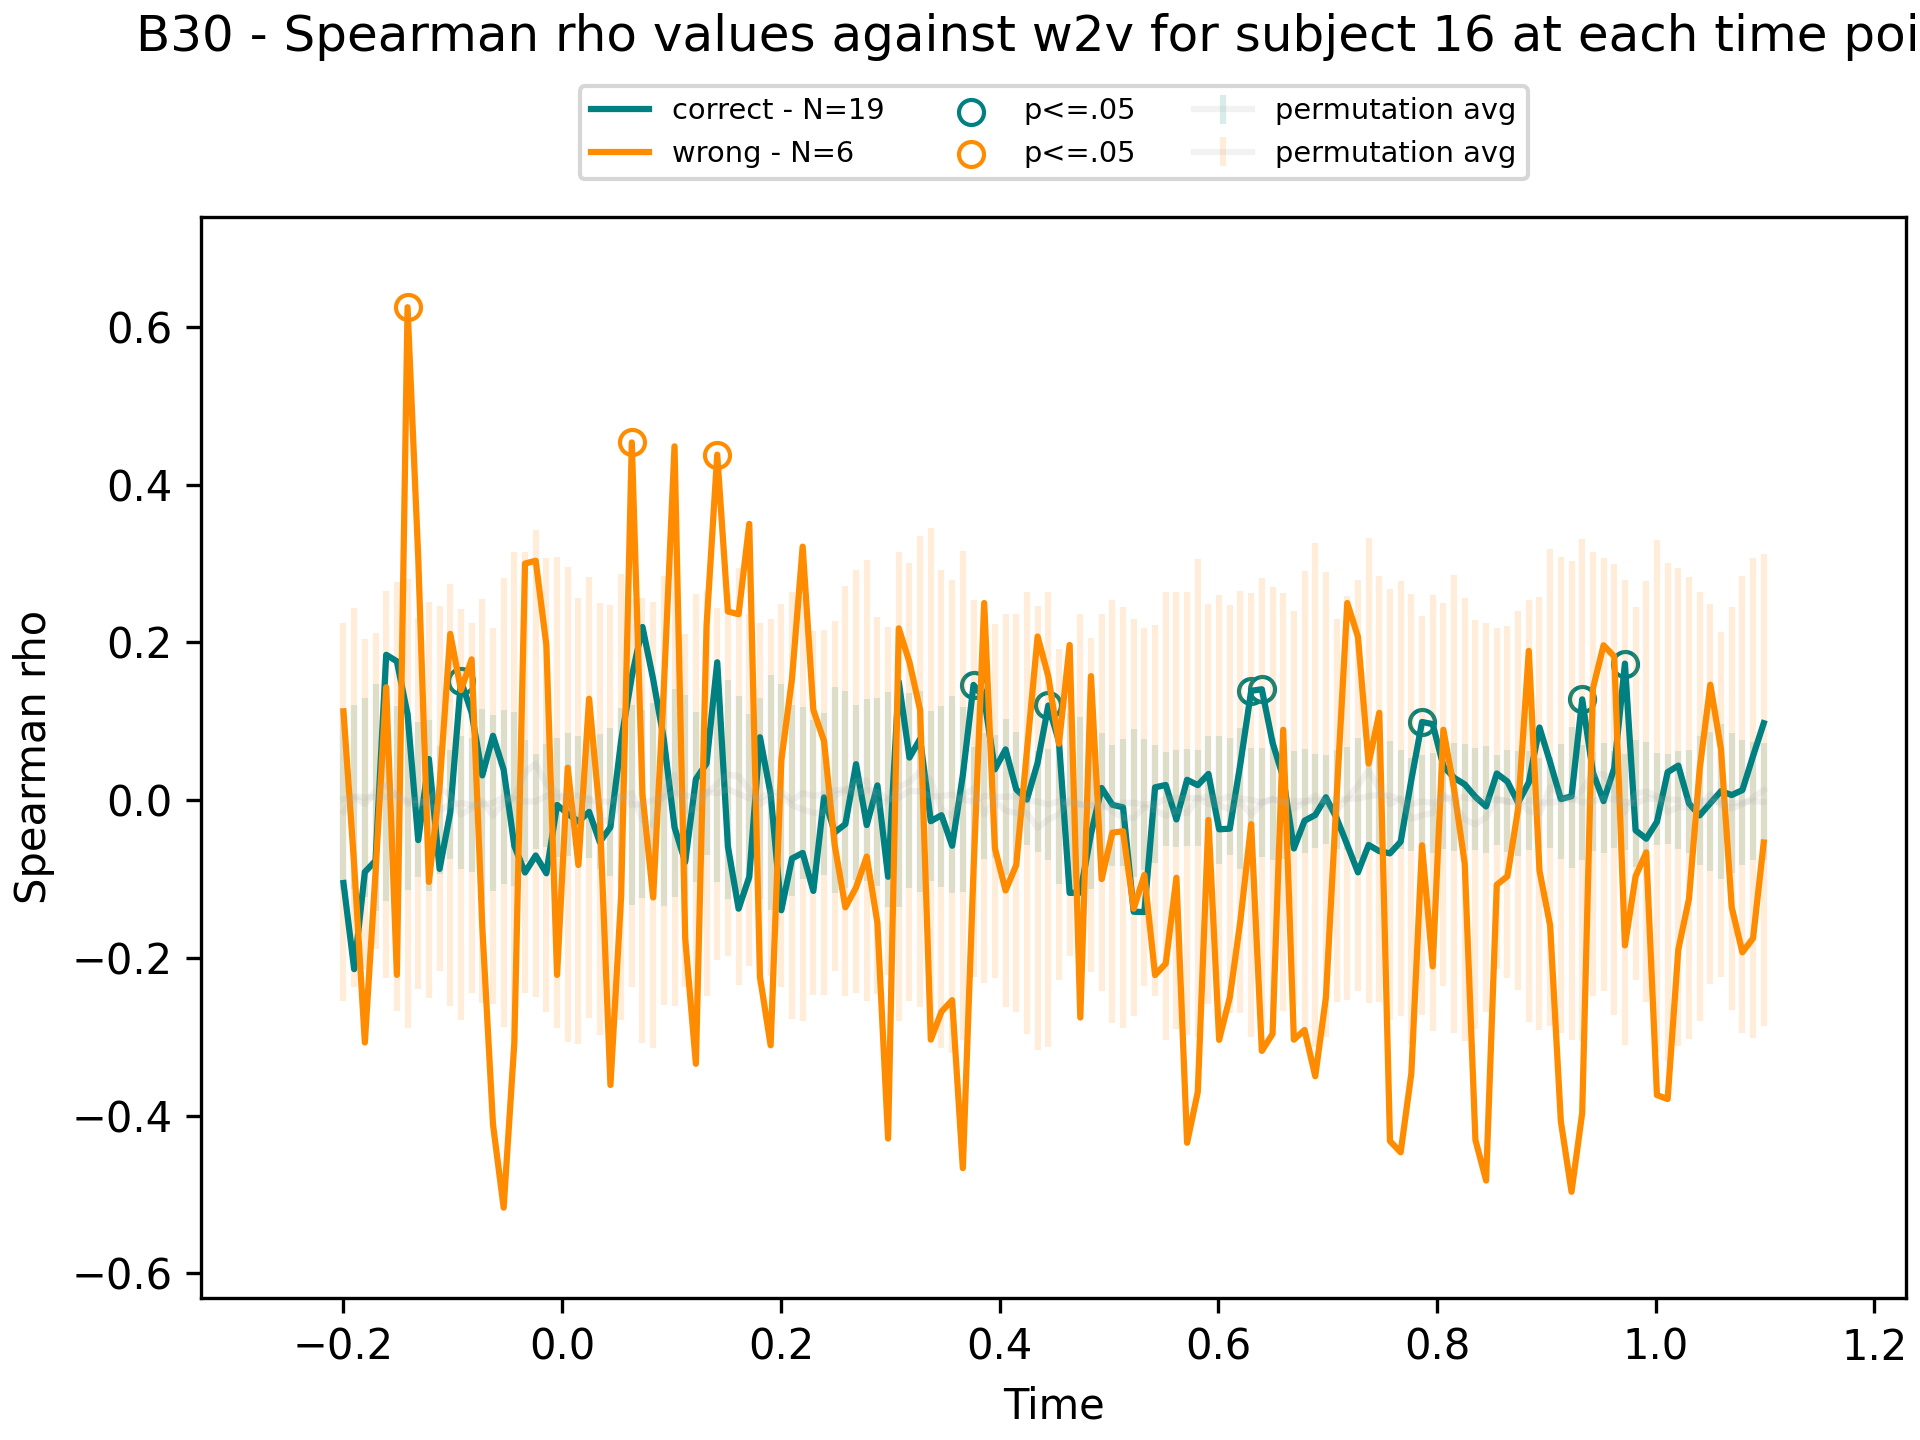 B30 - Spearman rho values against w2v for subject 16 at each time poi
correct - N=19
wrong - N=6
p<=.05
p<=.05
permutation avg
permutation avg
Spearman rho
0.6
0.4
0.2
0.0
−0.2
−0.4
−0.6
−0.2 0.0 0.2 0.4 0.6 0.8 1.0 1.2
Time